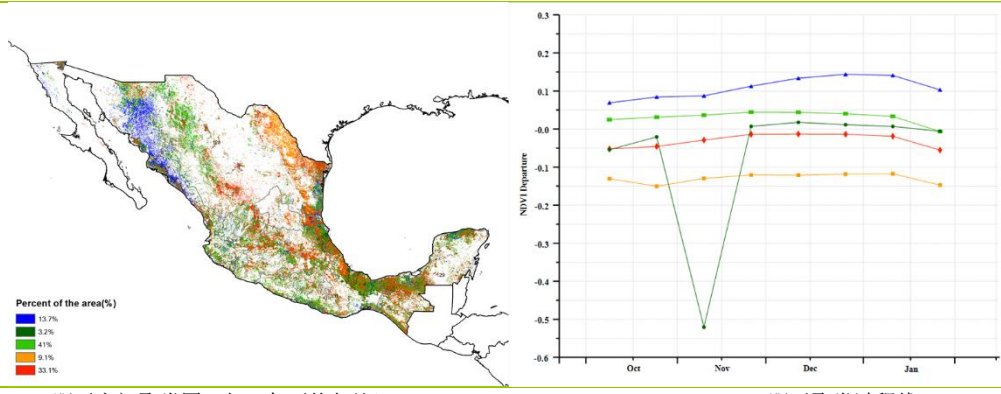 Percent of the area(%)
13.7%
3.2%
41%
9.1%
33.1%
NDVI Departure
0.3
0.2
0.1
-0.0
-0.1
-0.2
-0.3
-0.4
-0.5
-0.6
Oct
Nov
Dec
Jan